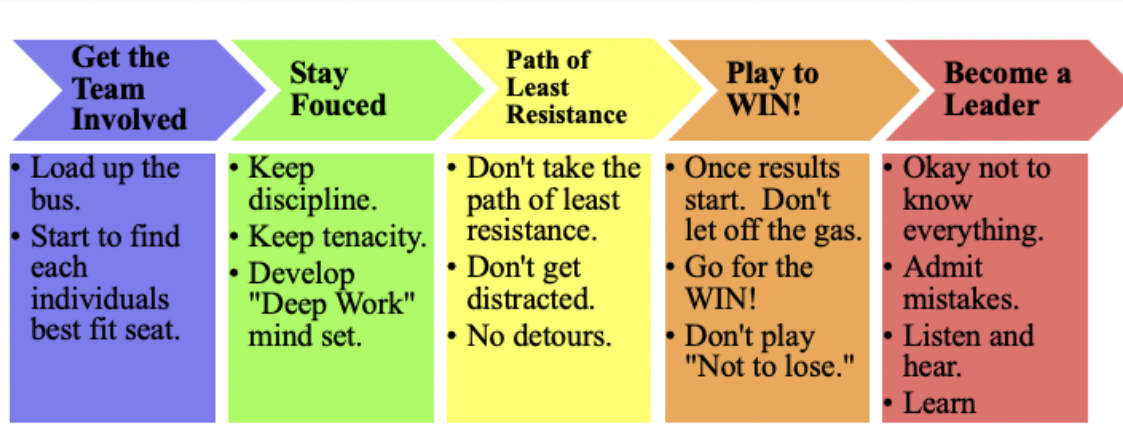 Get the
Team
Involved
Stay
Fouced
Path of
Least
Resistance
Play to
WIN!
Become a
Leader
• Load up the
bus.
• Start to find
each
individuals
best fit seat.
• Keep
discipline.
• Keep tenacity.
• Develop
"Deep Work"
mind set.
• Don't take the
path of least
resistance.
• Don't get
distracted.
• No detours.
• Once results
start.  Don't
let off the gas.
• Go for the
WIN!
• Don't play
"Not to lose."
• Okay not to
know
everything.
• Admit
mistakes.
• Listen and
hear.
• Learn